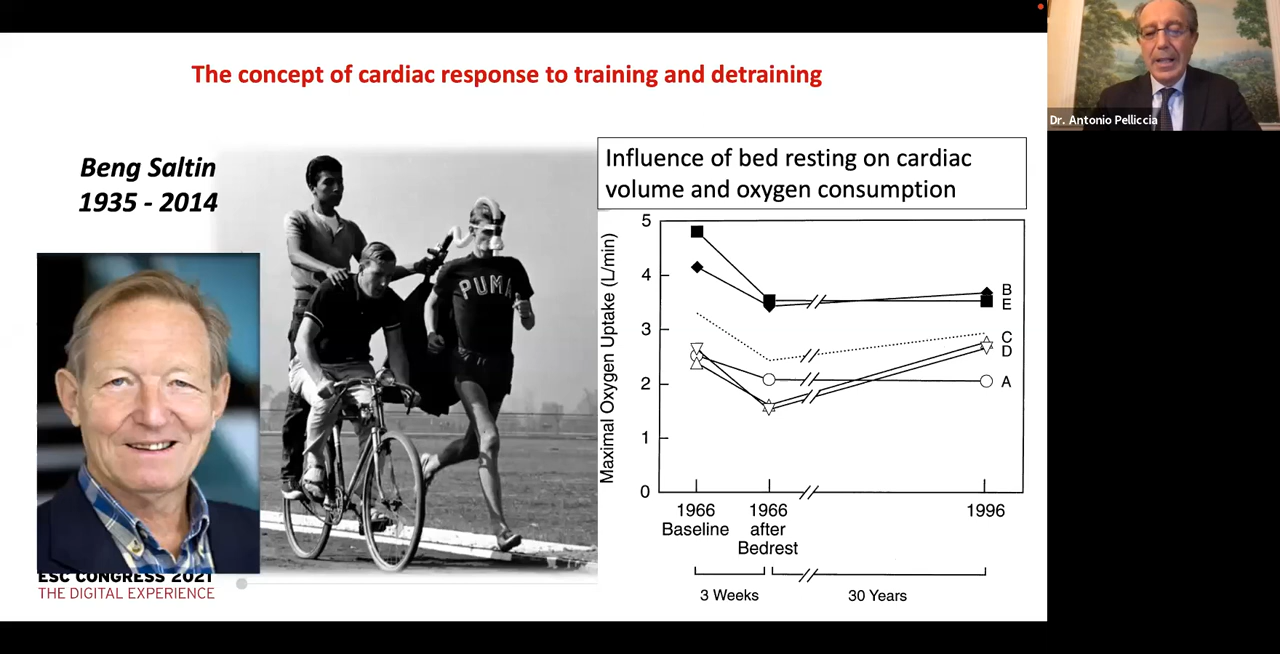 The concept of cardiac response to training and detraining
Dr. Antonio Pelliccia
Beng Saltin
1935 - 2014
PUMA
Influence of bed resting on cardiac
volume and oxygen consumption
Maximal Oxygen Uptake (L/min)
5
4
3
2
1
0
B
E
C
D
A
1966
Baseline
1966
after
Bedrest
1996
3 Weeks
30 Years
ESC CONGRESS 2021
THE DIGITAL EXPERIENCE